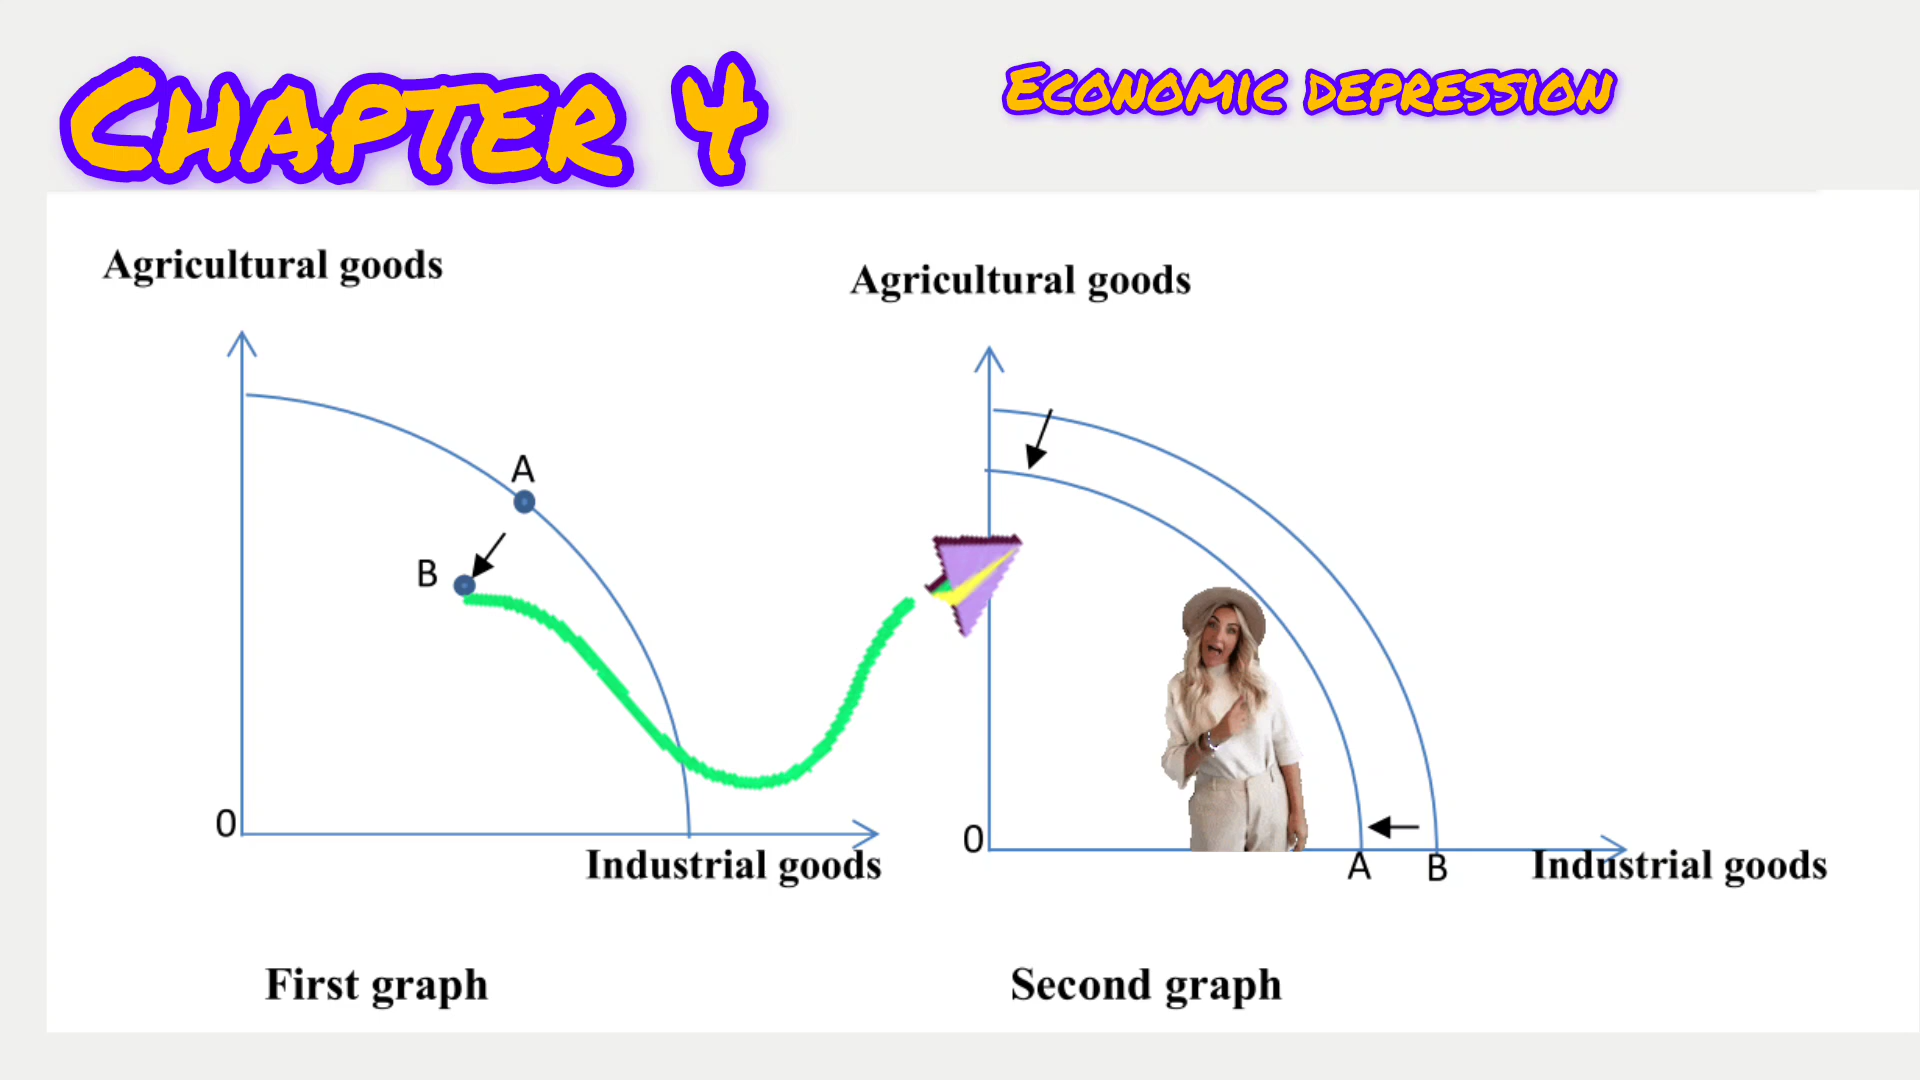 Chapter 4
Economic depression
Agricultural goods
A
B
0
Industrial goods
First graph
Agricultural goods
0
A
B
Industrial goods
Second graph